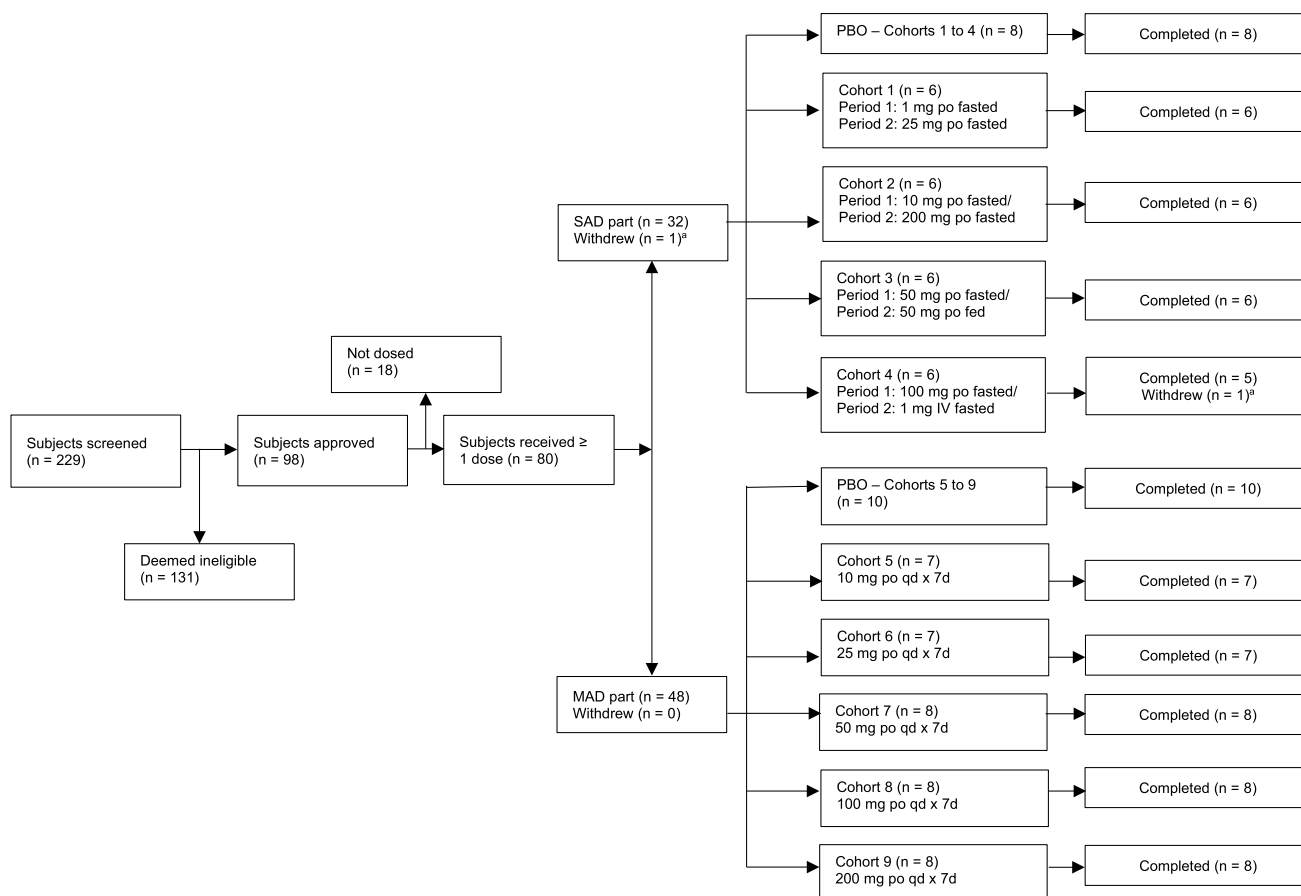 Subjects screened
(n = 229)
Deemed ineligible
(n = 131)
Subjects approved
(n = 98)
Not dosed
(n = 18)
Subjects received ≥
1 dose (n = 80)
SAD part (n = 32)
Withdrew (n = 1)ª
PBO – Cohorts 1 to 4 (n = 8)
Completed (n = 8)
Cohort 1 (n = 6)
Period 1: 1 mg po fasted
Period 2: 25 mg po fasted
Completed (n = 6)
Cohort 2 (n = 6)
Period 1: 10 mg po fasted/
Period 2: 200 mg po fasted
Completed (n = 6)
Cohort 3 (n = 6)
Period 1: 50 mg po fasted/
Period 2: 50 mg po fed
Completed (n = 6)
Cohort 4 (n = 6)
Period 1: 100 mg po fasted/
Period 2: 1 mg IV fasted
Completed (n = 5)
Withdrew (n = 1)ª
MAD part (n = 48)
Withdrew (n = 0)
PBO – Cohorts 5 to 9
(n = 10)
Completed (n = 10)
Cohort 5 (n = 7)
10 mg po qd x 7d
Completed (n = 7)
Cohort 6 (n = 7)
25 mg po qd x 7d
Completed (n = 7)
Cohort 7 (n = 8)
50 mg po qd x 7d
Completed (n = 8)
Cohort 8 (n = 8)
100 mg po qd x 7d
Completed (n = 8)
Cohort 9 (n = 8)
200 mg po qd x 7d
Completed (n = 8)